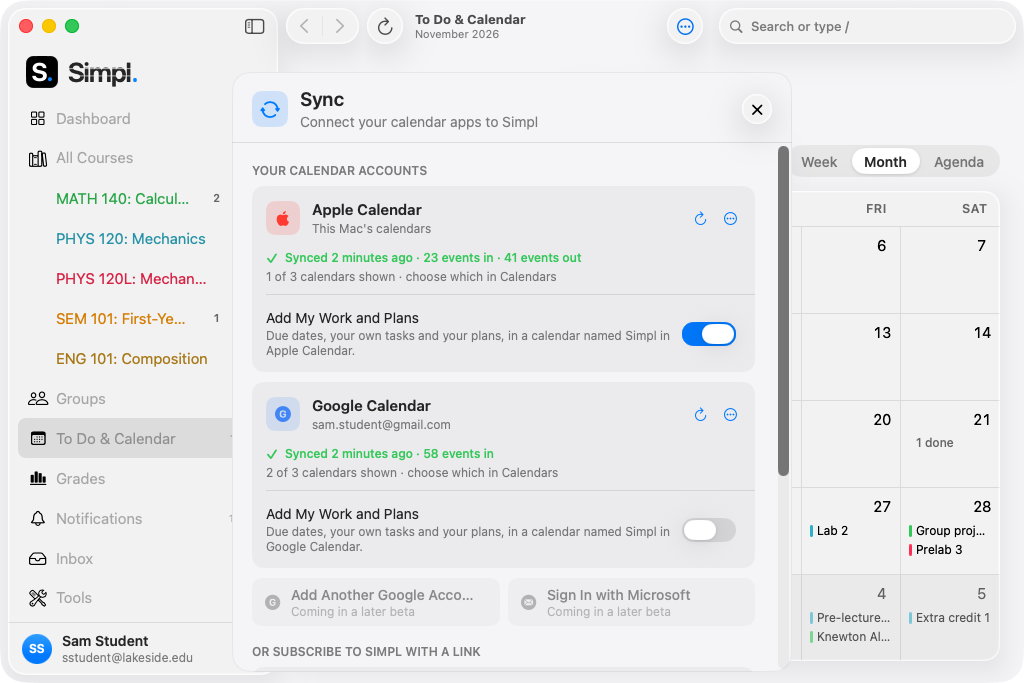 To Do & Calendar
November 2026
Search or type /
S.
Simpl.
Dashboard
All Courses
MATH 140: Calcul...
2
PHYS 120: Mechanics
PHYS 120L: Mechan...
SEM 101: First-Ye...
1
ENG 101: Composition
Groups
To Do & Calendar
Grades
Notifications
Inbox
Tools
SS
Sam Student
sstudent@lakeside.edu
Sync
Connect your calendar apps to Simpl
YOUR CALENDAR ACCOUNTS
Apple Calendar
This Mac's calendars
Synced 2 minutes ago · 23 events in · 41 events out
1 of 3 calendars shown · choose which in Calendars
Add My Work and Plans
Due dates, your own tasks and your plans, in a calendar named Simpl in
Apple Calendar.
G
Google Calendar
sam.student@gmail.com
Synced 2 minutes ago · 58 events in
2 of 3 calendars shown · choose which in Calendars
Add My Work and Plans
Due dates, your own tasks and your plans, in a calendar named Simpl in
Google Calendar.
G
Add Another Google Acco...
Coming in a later beta
Sign In with Microsoft
Coming in a later beta
OR SUBSCRIBE TO SIMPL WITH A LINK
Week
Month
Agenda
FRI
SAT
6
7
13
14
20
21
1 done
27
28
Lab 2
Group proj...
Prelab 3
4
5
Pre-lecture...
Extra credit 1
Knewton Al...